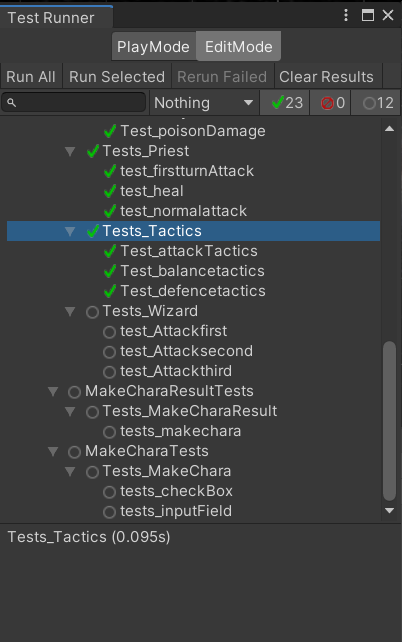 Test Runner
PlayMode EditMode
Run All Run Selected Rerun Failed Clear Results
Nothing 23 0 12
Test_poisonDamage
Tests_Priest
test_firstturnAttack
test_heal
test_normalattack
Tests_Tactics
Test_attackTactics
Test_balancetactics
Test_defencetactics
Tests_Wizard
test_Attackfirst
test_Attacksecond
test_Attackthird
MakeCharaResultTests
Tests_MakeCharaResult
tests_makechara
MakeCharaTests
Tests_MakeChara
tests_checkBox
tests_inputField
Tests_Tactics (0.095s)